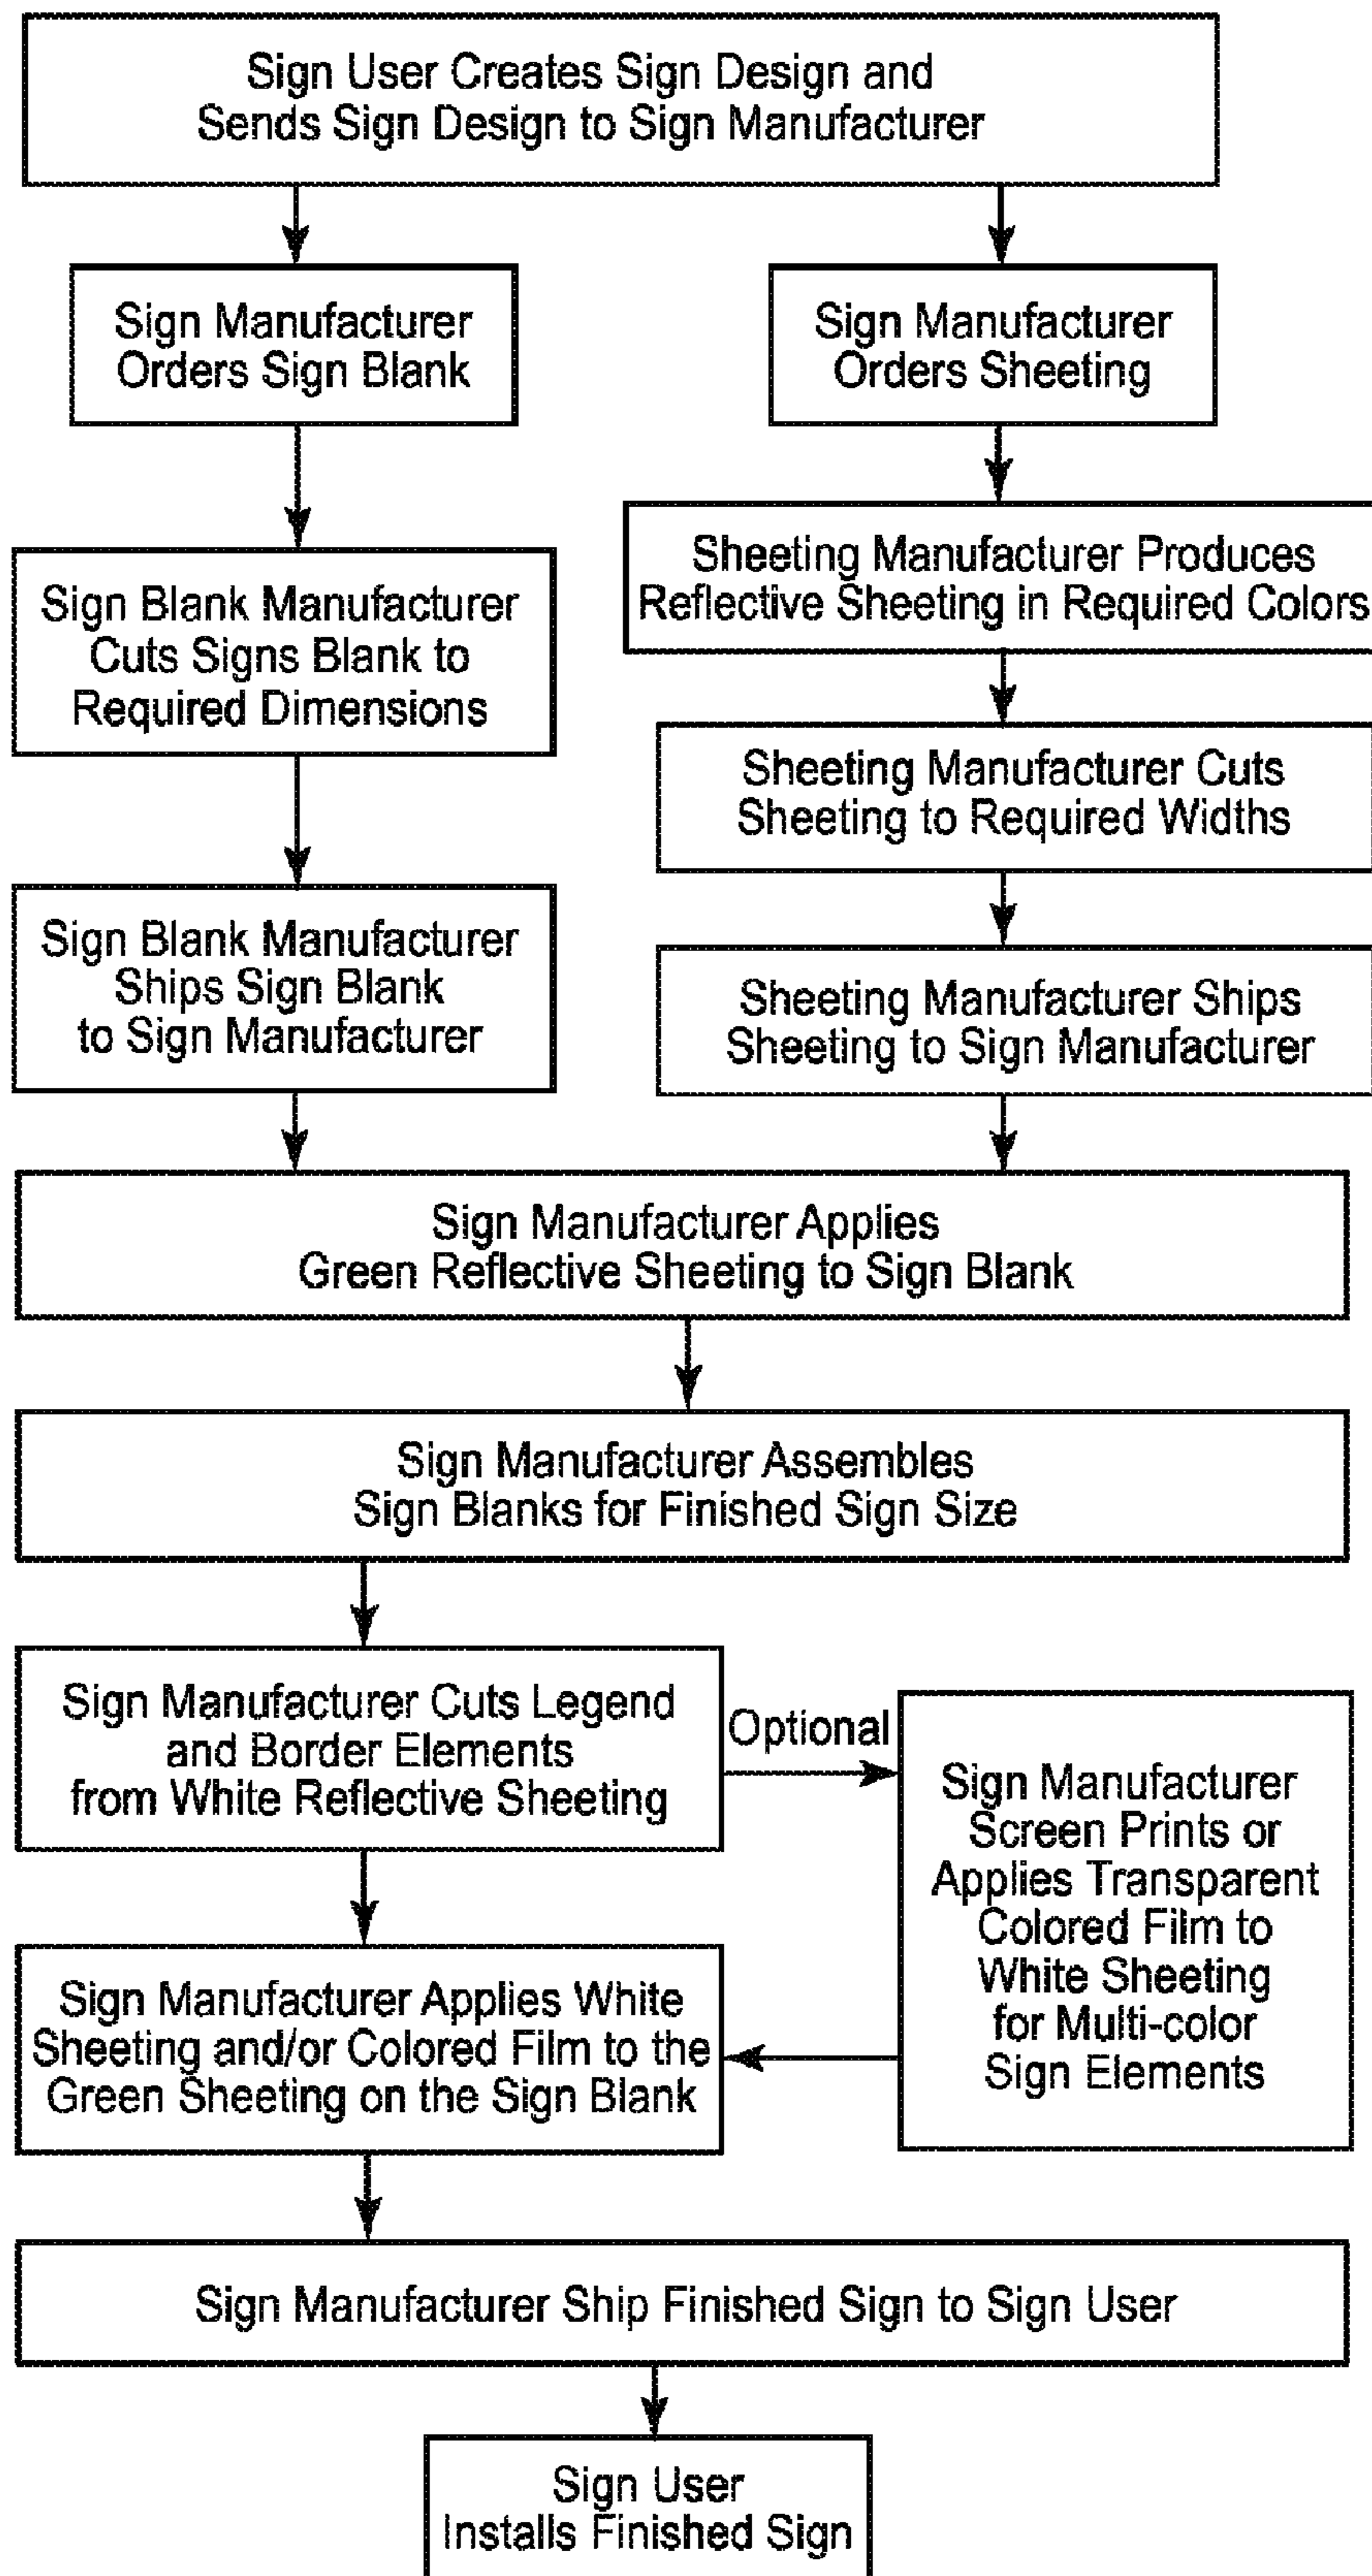 Sign User Creates Sign Design and
Sends Sign Design to Sign Manufacturer
Sign Manufacturer
Orders Sign Blank
Sign Manufacturer
Orders Sheeting
Sign Blank Manufacturer
Cuts Signs Blank to
Required Dimensions
Sheeting Manufacturer Produces
Reflective Sheeting in Required Colors
Sheeting Manufacturer Cuts
Sheeting to Required Widths
Sign Blank Manufacturer
Ships Sign Blank
to Sign Manufacturer
Sheeting Manufacturer Ships
Sheeting to Sign Manufacturer
Sign Manufacturer Applies
Green Reflective Sheeting to Sign Blank
Sign Manufacturer Assembles
Sign Blanks for Finished Sign Size
Sign Manufacturer Cuts Legend
and Border Elements
from White Reflective Sheeting
Optional
Sign Manufacturer
Screen Prints or
Applies Transparent
Colored Film to
White Sheeting
for Multi-color
Sign Elements
Sign Manufacturer Applies White
Sheeting and/or Colored Film to the
Green Sheeting on the Sign Blank
Sign Manufacturer Ship Finished Sign to Sign User
Sign User
Installs Finished Sign